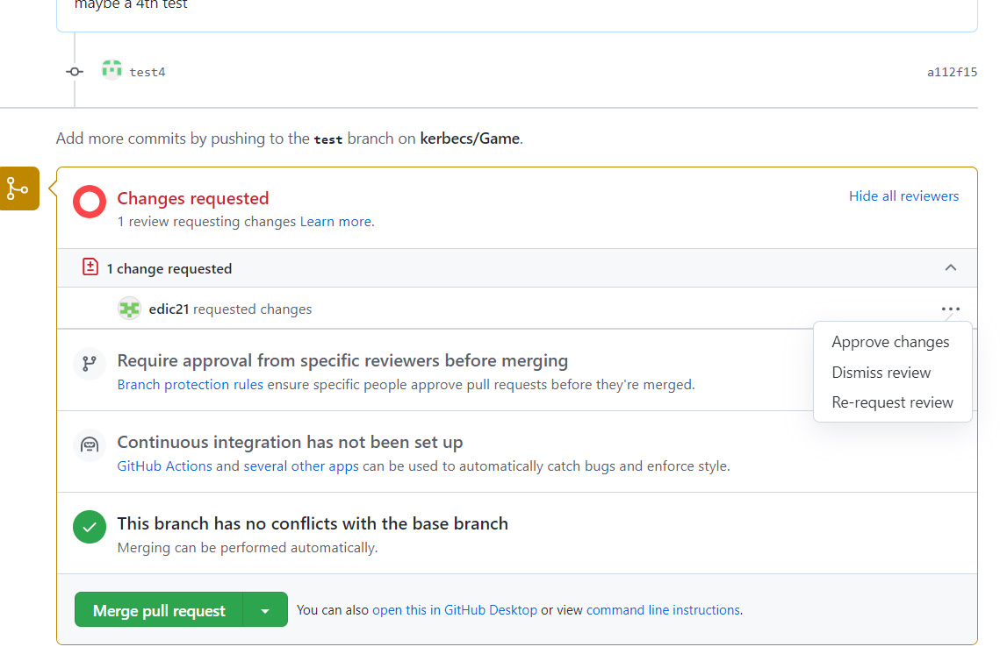 maybe a 4th test
test4 a112f15
Add more commits by pushing to the test branch on kerbecs/Game.
Changes requested Hide all reviewers
1 review requesting changes Learn more.
1 change requested
edic21 requested changes
Approve changes
Dismiss review
Re-request review
Require approval from specific reviewers before merging
Branch protection rules ensure specific people approve pull requests before they're merged.
Continuous integration has not been set up
GitHub Actions and several other apps can be used to automatically catch bugs and enforce style.
This branch has no conflicts with the base branch
Merging can be performed automatically.
Merge pull request You can also open this in GitHub Desktop or view command line instructions.